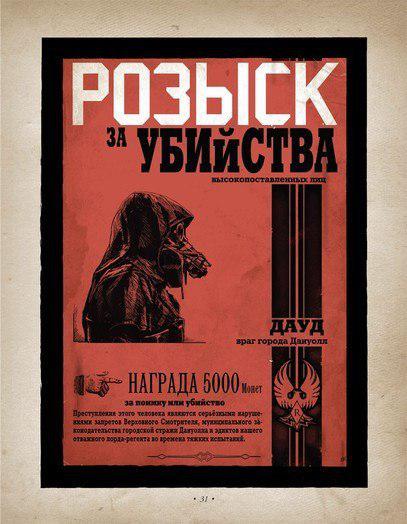 РОЗЫСК
ЗА УБИЙСТВА
высокопоставленных лиц
ДАУД
враг города Дануолл
НАГРАДА 5000 Монет
за поимку или убийство
Преступления этого человека являются серьёзными наруше-
ниями запретов Верховного Смотрителя, муниципального за-
конодательства городской стражи Дануолла и эдиктов нашего
отважного лорда-регента во времена тяжких испытаний.
R
• 31 •